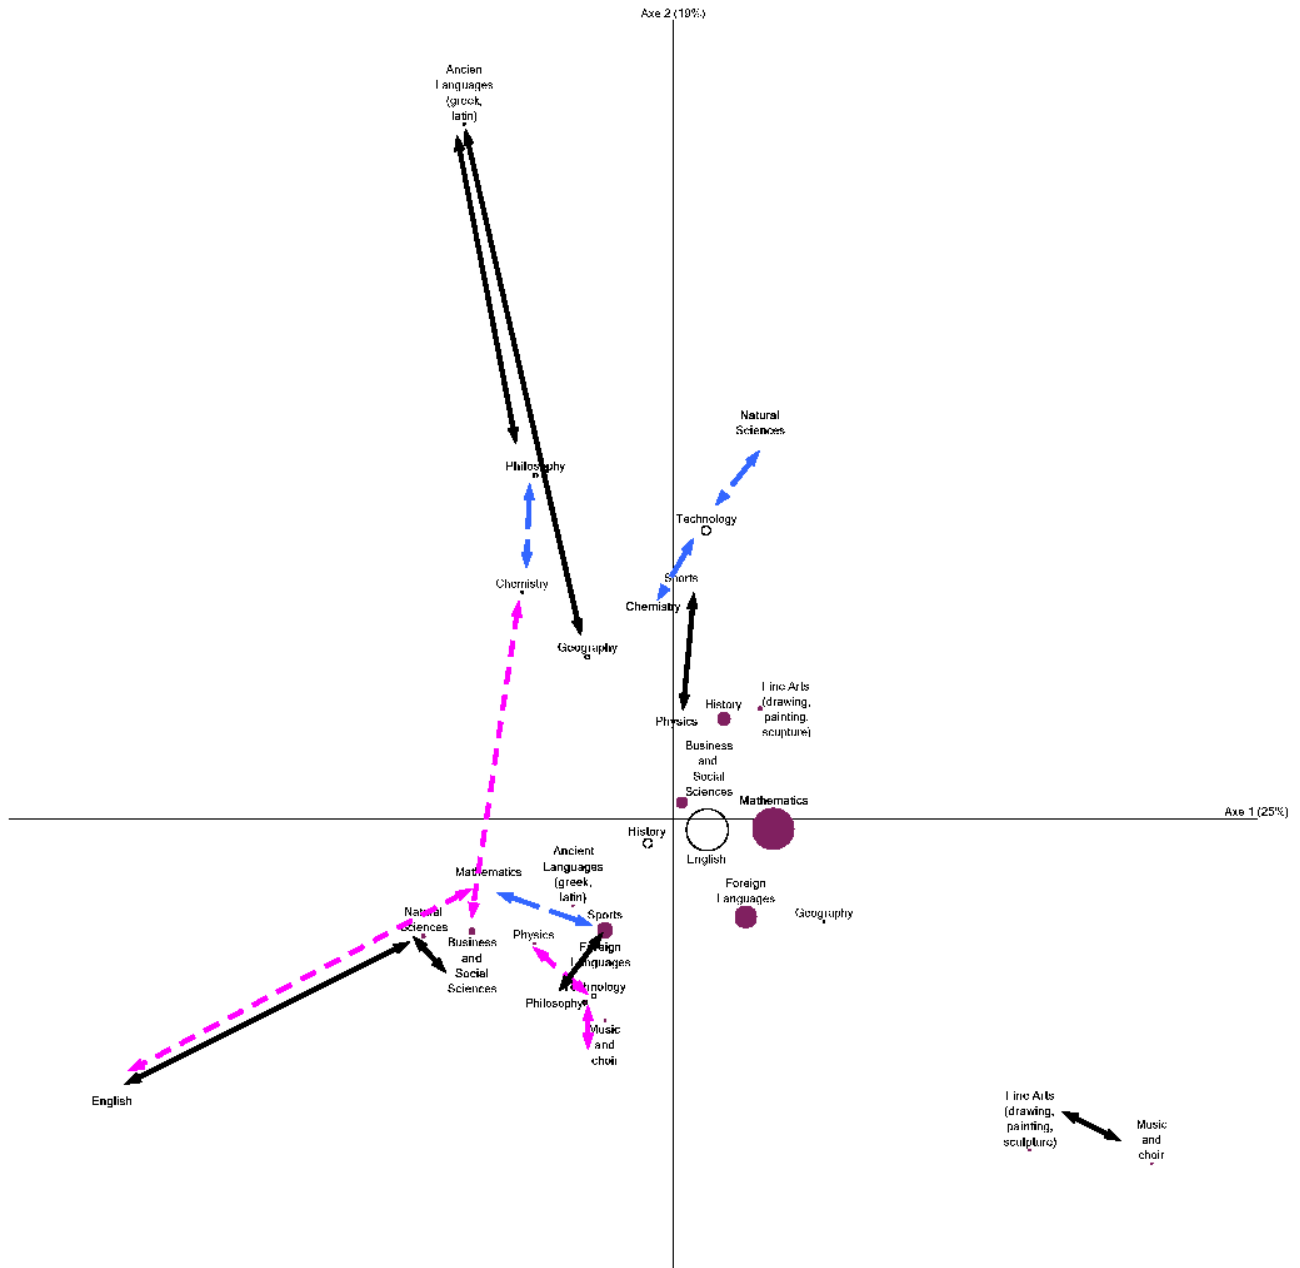 Axe 2 (19%)
Ancien
Languages
(greek,
latin)
Natural
Sciences
Philosophy
Technology
Sports
Chemistry
Chemistry
Geography
Fine Arts
(drawing,
painting,
scupture)
History
Physics
Business
and
Social
Sciences
Mathematics
Axe 1 (25%)
History
English
Ancient
Languages
(greek,
latin)
Mathematics
Foreign
Languages
Geography
Natural
Sciences
Sports
Physics
Business
and
Social
Sciences
Foreign
Languages
Technology
Philosophy
Music
and
choir
English
Fine Arts
(drawing,
painting,
sculpture)
Music
and
choir